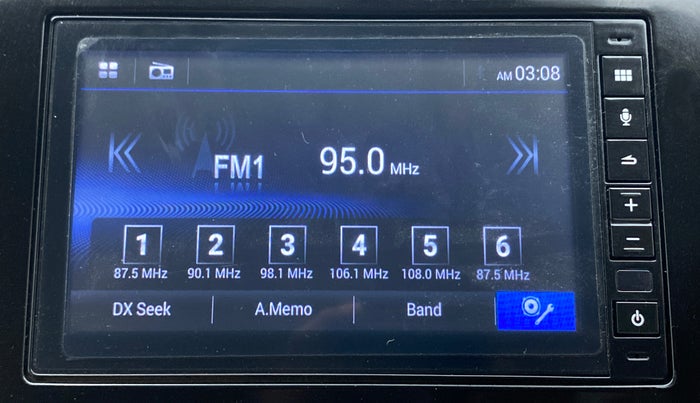 AM 03:08
FM1 95.0 MHz
1 2 3 4 5 6
87.5 MHz 90.1 MHz 98.1 MHz 106.1 MHz 108.0 MHz 87.5 MHz
DX Seek A.Memo Band